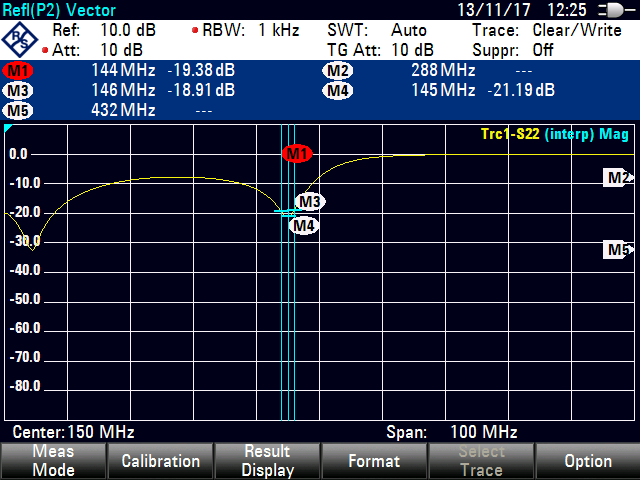 Refl(P2) Vector 13/11/17 12:25
R&S Ref: 10.0 dB RBW: 1 kHz SWT: Auto Trace: Clear/Write
Att: 10 dB TG Att: 10 dB Suppr: Off
M1 144 MHz -19.38 dB M2 288 MHz ---
M3 146 MHz -18.91 dB M4 145 MHz -21.19 dB
M5 432 MHz ---
Trc1-S22 (interp) Mag
0.0 M1
M2
-10.0
M3
-20.0
M4
-30.0
M5
-40.0
-50.0
-60.0
-70.0
-80.0
Center: 150 MHz Span: 100 MHz
Meas Mode Calibration Result Display Format Select Trace Option